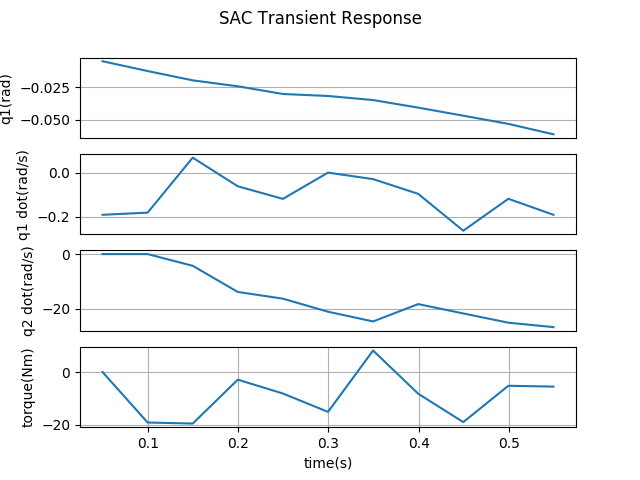 SAC Transient Response
q1(rad)
−0.025
−0.050
q1 dot(rad/s)
0.0
−0.2
q2 dot(rad/s)
0
−20
torque(Nm)
0
−20
0.1 0.2 0.3 0.4 0.5
time(s)